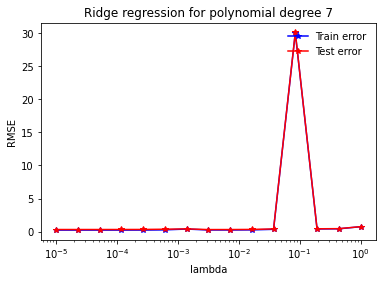 Ridge regression for polynomial degree 7
30
25
20
15
10
5
0
RMSE
Train error
Test error
10⁻⁵
10⁻⁴
10⁻³
10⁻²
10⁻¹
10⁰
lambda